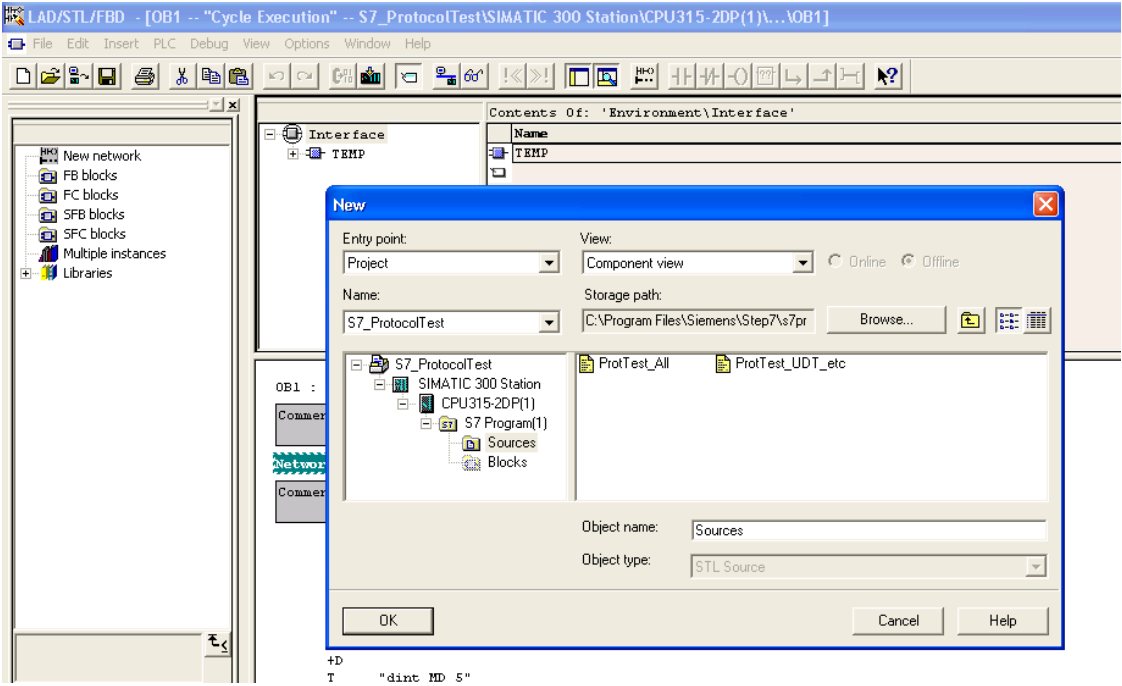 LAD/STL/FBD - [OB1 -- "Cycle Execution" -- S7_ProtocolTest\SIMATIC 300 Station\CPU315-2DP(1)\...\OB1]
File Edit Insert PLC Debug View Options Window Help
New network
FB blocks
FC blocks
SFB blocks
SFC blocks
Multiple instances
Libraries
Interface
TEMP
Contents Of: 'Environment\Interface'
Name
TEMP
OB1 :
Commen
Networ
Commen
New
Entry point:
View:
Project
Component view
Online
Offline
Name:
Storage path:
S7_ProtocolTest
C:\Program Files\Siemens\Step7\s7pr
Browse...
S7_ProtocolTest
SIMATIC 300 Station
CPU315-2DP(1)
S7 Program(1)
Sources
Blocks
ProtTest_All
ProtTest_UDT_etc
Object name:
Sources
Object type:
STL Source
OK
Cancel
Help
+D
T "dint MD 5"